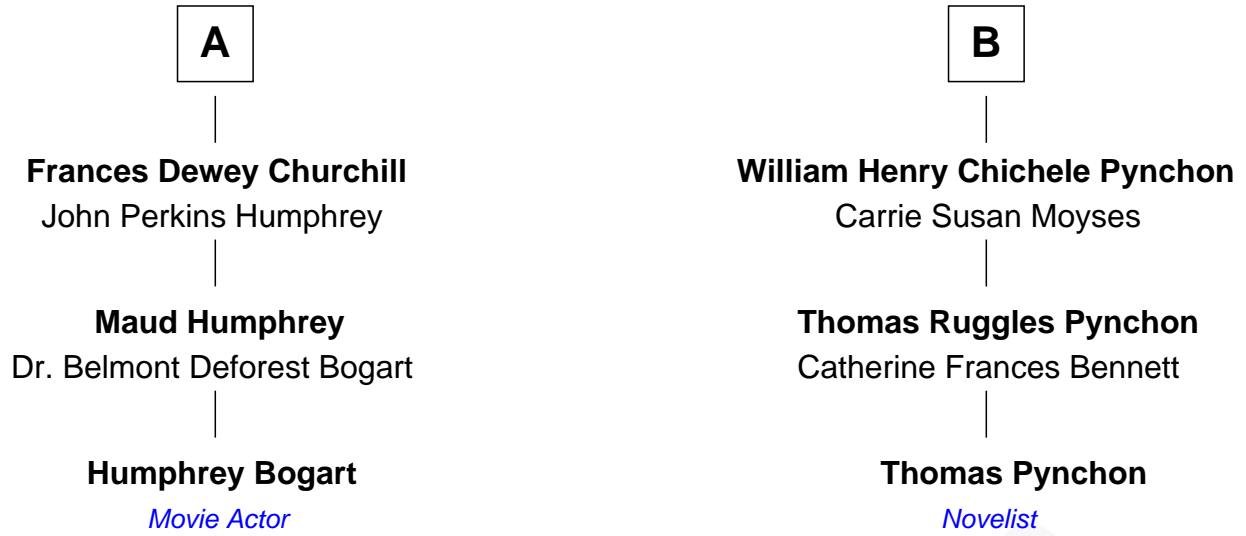 A
Frances Dewey Churchill
John Perkins Humphrey
Maud Humphrey
Dr. Belmont Deforest Bogart
Humphrey Bogart
Movie Actor
B
William Henry Chichele Pynchon
Carrie Susan Moyses
Thomas Ruggles Pynchon
Catherine Frances Bennett
Thomas Pynchon
Novelist